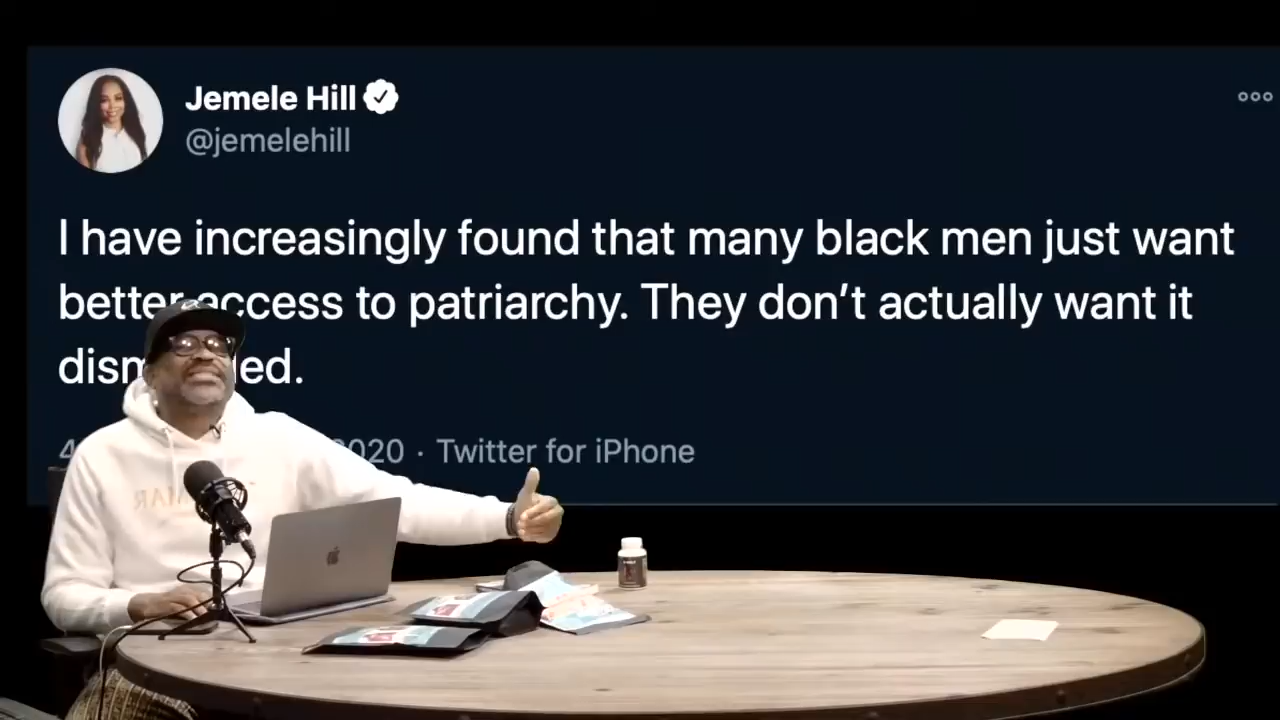 Jemele Hill
@jemelehill
I have increasingly found that many black men just want
better access to patriarchy. They don’t actually want it
2020 · Twitter for iPhone